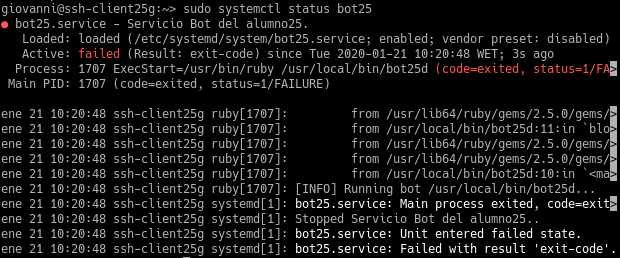 giovanni@ssh-client25g:~> sudo systemctl status bot25
● bot25.service - Servicio Bot del alumno25.
Loaded: loaded (/etc/systemd/system/bot25.service; enabled; vendor preset: disabled)
Active: failed (Result: exit-code) since Tue 2020-01-21 10:20:48 WET; 3s ago
Process: 1707 ExecStart=/usr/bin/ruby /usr/local/bin/bot25d (code=exited, status=1/FA>
Main PID: 1707 (code=exited, status=1/FAILURE)

ene 21 10:20:48 ssh-client25g ruby[1707]:         from /usr/lib64/ruby/gems/2.5.0/gems/>
ene 21 10:20:48 ssh-client25g ruby[1707]:         from /usr/local/bin/bot25d:11:in `blo>
ene 21 10:20:48 ssh-client25g ruby[1707]:         from /usr/lib64/ruby/gems/2.5.0/gems/>
ene 21 10:20:48 ssh-client25g ruby[1707]:         from /usr/lib64/ruby/gems/2.5.0/gems/>
ene 21 10:20:48 ssh-client25g ruby[1707]:         from /usr/local/bin/bot25d:10:in `<ma>
ene 21 10:20:48 ssh-client25g ruby[1707]: [INFO] Running bot /usr/local/bin/bot25d...
ene 21 10:20:48 ssh-client25g systemd[1]: bot25.service: Main process exited, code=exit>
ene 21 10:20:48 ssh-client25g systemd[1]: Stopped Servicio Bot del alumno25..
ene 21 10:20:48 ssh-client25g systemd[1]: bot25.service: Unit entered failed state.
ene 21 10:20:48 ssh-client25g systemd[1]: bot25.service: Failed with result 'exit-code'.